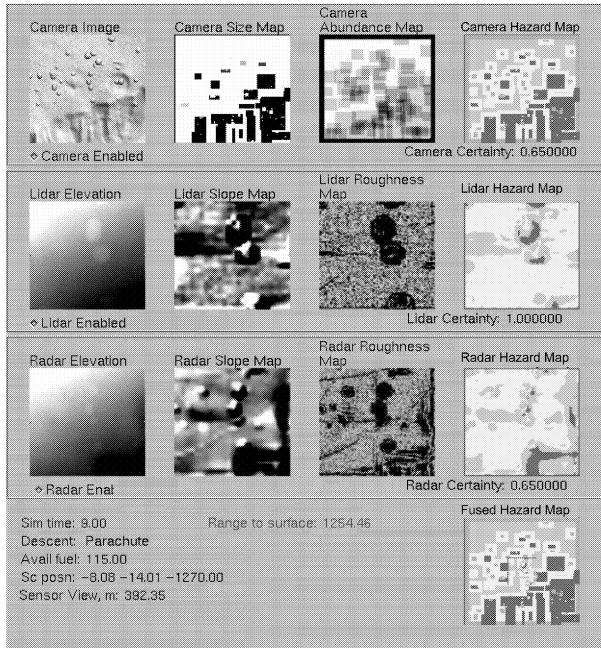 Camera Image
Camera Size Map
Camera
Abundance Map
Camera Hazard Map
Camera Enabled
Camera Certainty: 0.650000
Lidar Elevation
Lidar Slope Map
Lidar Roughness
Map
Lidar Hazard Map
Lidar Enabled
Lidar Certainty: 1.000000
Radar Elevation
Radar Slope Map
Radar Roughness
Map
Radar Hazard Map
Radar Enat
Radar Certainty: 0.650000
Fused Hazard Map
Sim time: 9.00
Range to surface: 1254.46
Descent: Parachute
Avail fuel: 115.00
Sc posn: -8.08 -14.01 -1270.00
Sensor View, m: 392.35